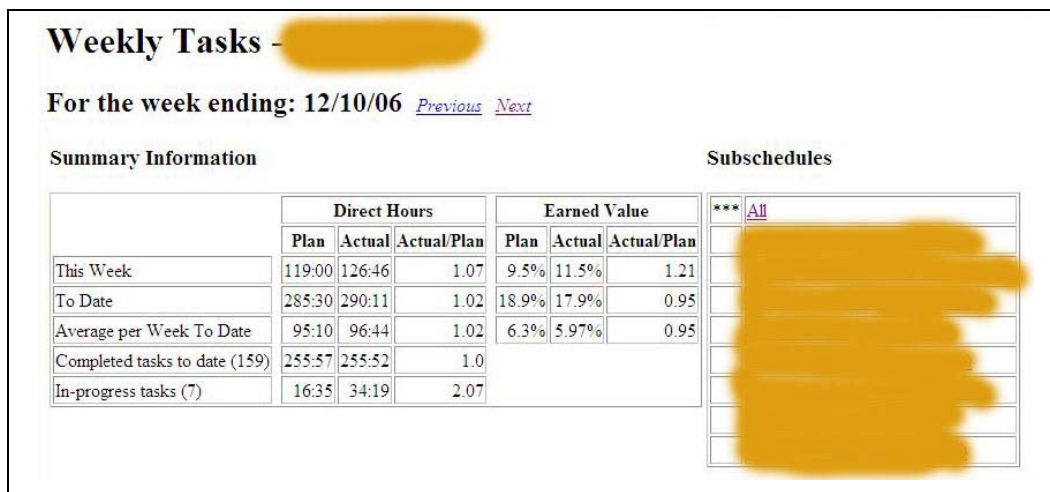 Weekly Tasks -
For the week ending: 12/10/06 Previous Next
Summary Information
Direct Hours Earned Value
Plan Actual Actual/Plan Plan Actual Actual/Plan
This Week 119:00 126:46 1.07 9.5% 11.5% 1.21
To Date 285:30 290:11 1.02 18.9% 17.9% 0.95
Average per Week To Date 95:10 96:44 1.02 6.3% 5.97% 0.95
Completed tasks to date (159) 255:57 255:52 1.0
In-progress tasks (7) 16:35 34:19 2.07
Subschedules
*** All